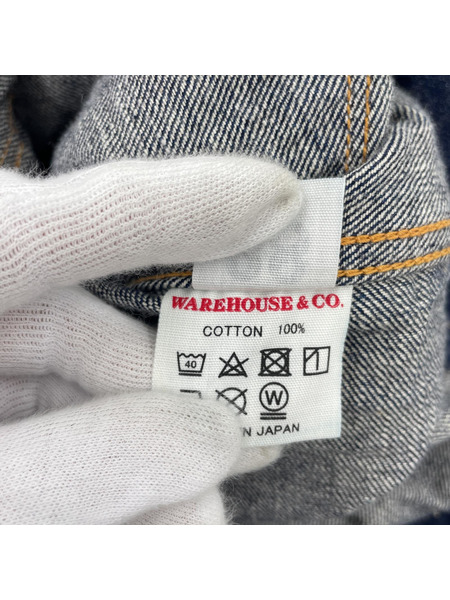 WAREHOUSE & CO.
COTTON 100%
40
W
N JAPAN